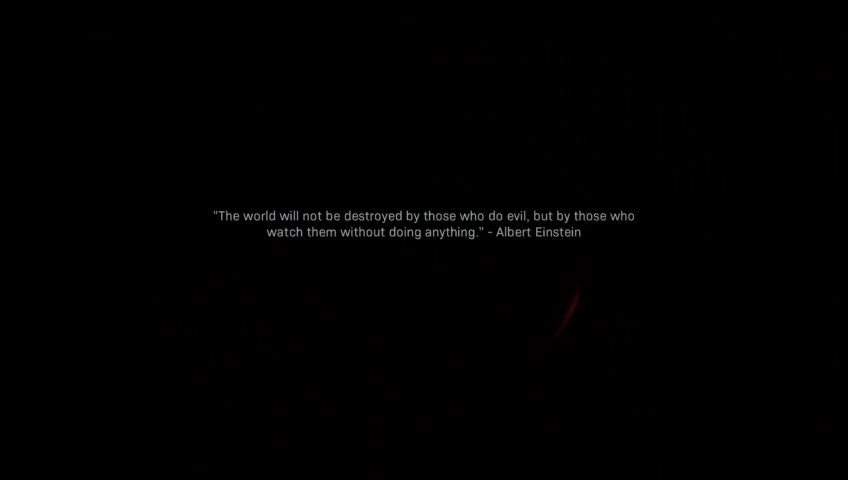 "The world will not be destroyed by those who do evil, but by those who
watch them without doing anything." - Albert Einstein